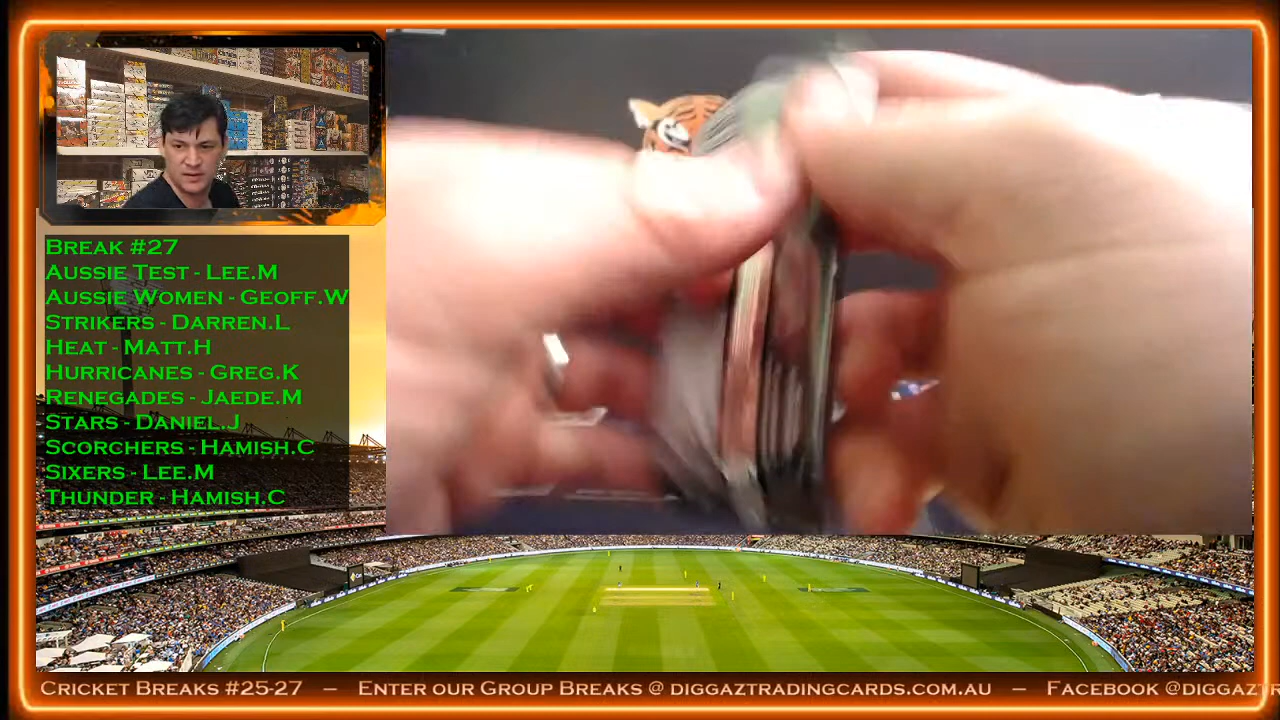 BREAK #27
AUSSIE TEST - LEE.M
AUSSIE WOMEN - GEOFF.W
STRIKERS - DARREN.L
HEAT - MATT.H
HURRICANES - GREG.K
RENEGADES - JAEDE.M
STARS - DANIEL.J
SCORCHERS - HAMISH.C
SIXERS - LEE.M
THUNDER - HAMISH.C
CRICKET BREAKS #25-27 — ENTER OUR GROUP BREAKS @ DIGGAZTRADINGCARDS.COM.AU — FACEBOOK @DIGGAZTR